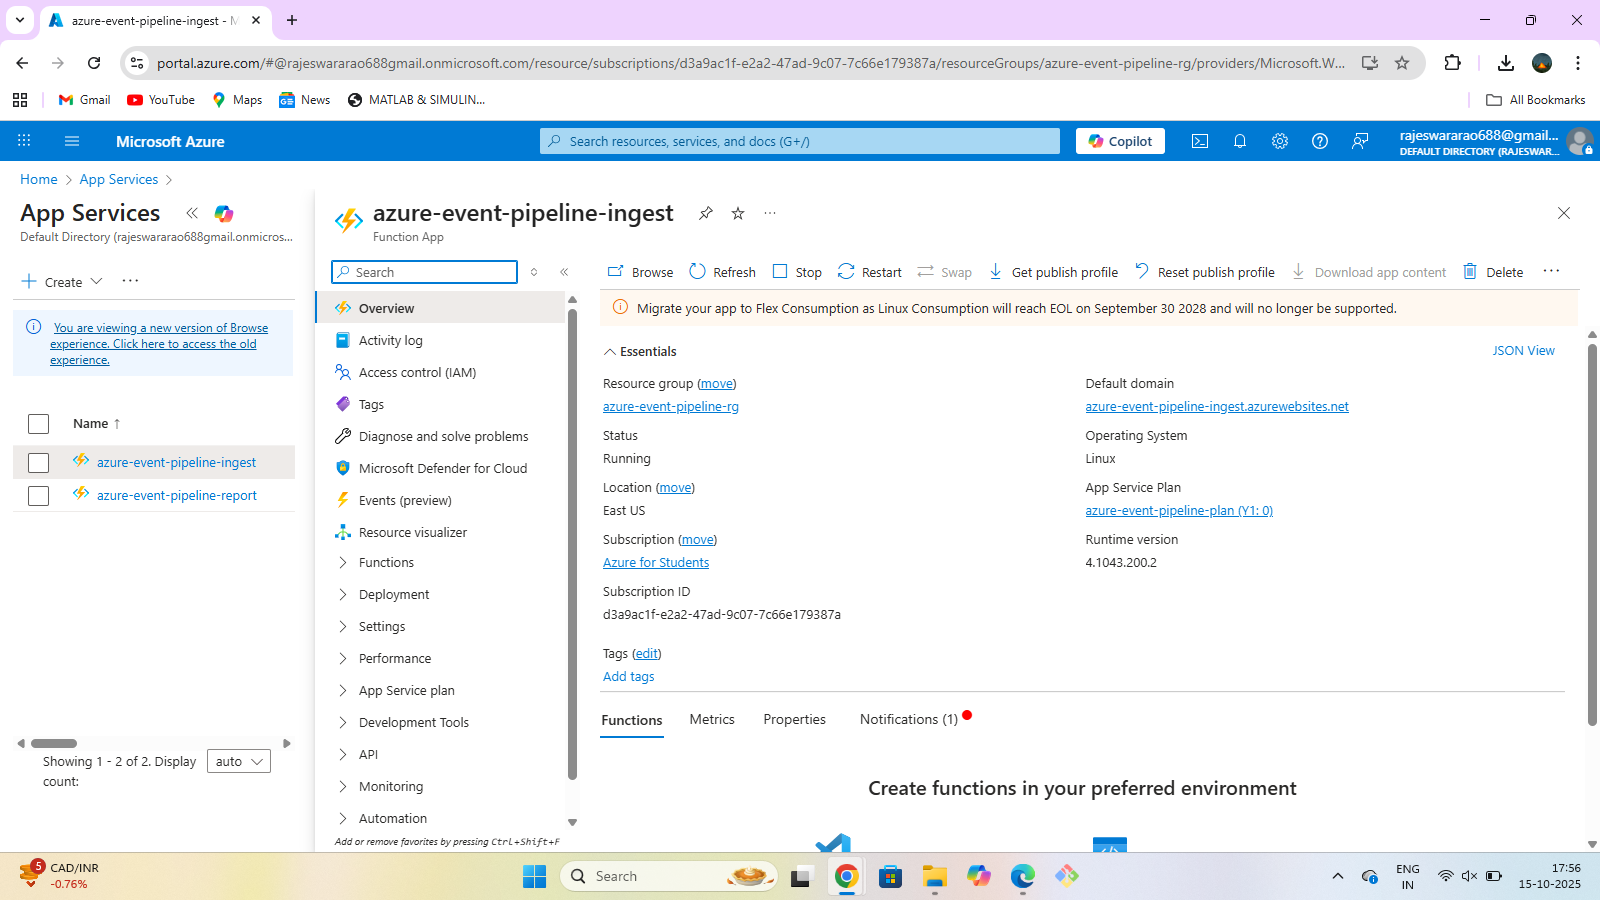 azure-event-pipeline-ingest - M
portal.azure.com/#@rajeswararao688gmail.onmicrosoft.com/resource/subscriptions/d3a9ac1f-e2a2-47ad-9c07-7c66e179387a/resourceGroups/azure-event-pipeline-rg/providers/Microsoft.W...
Gmail YouTube Maps News MATLAB & SIMULIN... All Bookmarks
Microsoft Azure Search resources, services, and docs (G+/) Copilot rajeswararao688@gmail...
DEFAULT DIRECTORY (RAJESWAR...
Home > App Services >
App Services
Default Directory (rajeswararao688gmail.onmicros...
Create
You are viewing a new version of Browse
experience. Click here to access the old
experience.
Name ↑
azure-event-pipeline-ingest
azure-event-pipeline-report
Showing 1 - 2 of 2. Display auto
count:
azure-event-pipeline-ingest
Function App
Search
Overview
Activity log
Access control (IAM)
Tags
Diagnose and solve problems
Microsoft Defender for Cloud
Events (preview)
Resource visualizer
Functions
Deployment
Settings
Performance
App Service plan
Development Tools
API
Monitoring
Automation
Add or remove favorites by pressing Ctrl+Shift+F
Browse Refresh Stop Restart Swap Get publish profile Reset publish profile Download app content Delete
Migrate your app to Flex Consumption as Linux Consumption will reach EOL on September 30 2028 and will no longer be supported.
Essentials JSON View
Resource group (move)
azure-event-pipeline-rg
Status
Running
Location (move)
East US
Subscription (move)
Azure for Students
Subscription ID
d3a9ac1f-e2a2-47ad-9c07-7c66e179387a
Default domain
azure-event-pipeline-ingest.azurewebsites.net
Operating System
Linux
App Service Plan
azure-event-pipeline-plan (Y1: 0)
Runtime version
4.1043.200.2
Tags (edit)
Add tags
Functions Metrics Properties Notifications (1)
Create functions in your preferred environment
5 CAD/INR
-0.76%
Search
ENG
IN
17:56
15-10-2025